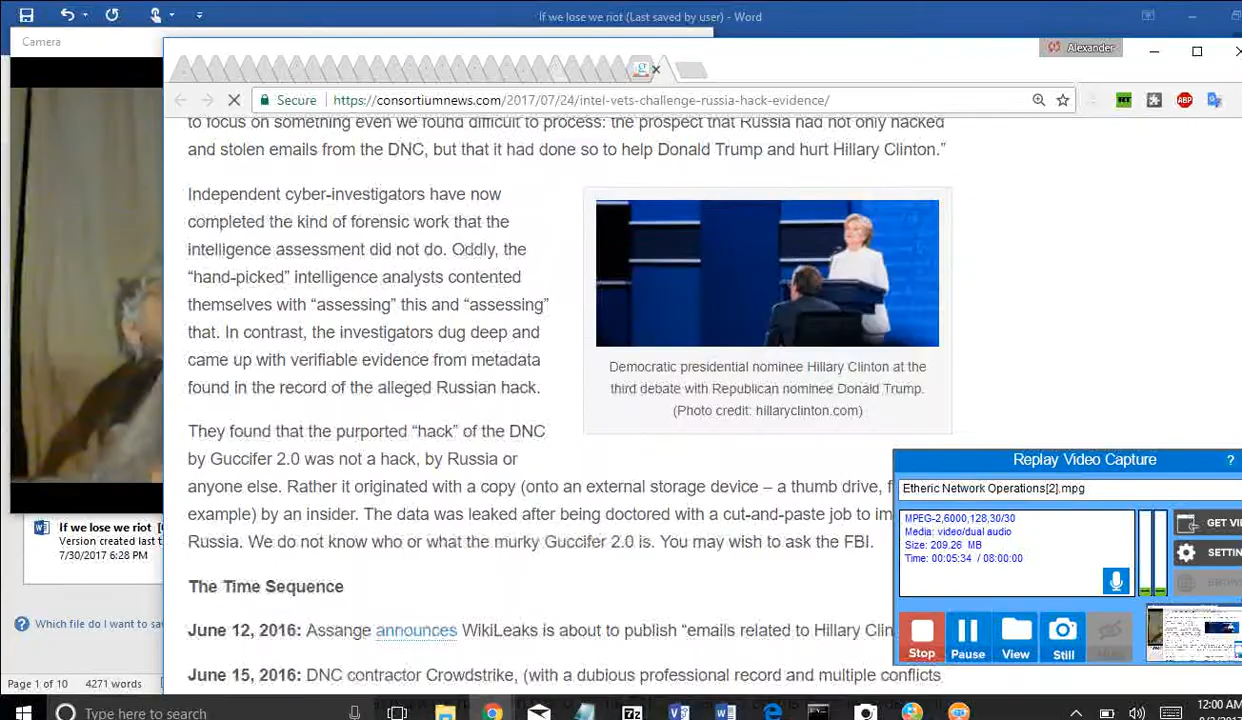 If we lose we riot (Last saved by user) - Word
Camera
Alexander
Secure
https://consortiumnews.com/2017/07/24/intel-vets-challenge-russia-hack-evidence/
RT
ABP
to focus on something even we found difficult to process: the prospect that Russia had not only hacked
and stolen emails from the DNC, but that it had done so to help Donald Trump and hurt Hillary Clinton.”
Independent cyber-investigators have now
completed the kind of forensic work that the
intelligence assessment did not do. Oddly, the
“hand-picked” intelligence analysts contented
themselves with “assessing” this and “assessing”
that. In contrast, the investigators dug deep and
came up with verifiable evidence from metadata
found in the record of the alleged Russian hack.
Democratic presidential nominee Hillary Clinton at the
third debate with Republican nominee Donald Trump.
(Photo credit: hillaryclinton.com)
They found that the purported “hack” of the DNC
by Guccifer 2.0 was not a hack, by Russia or
anyone else. Rather it originated with a copy (onto an external storage device – a thumb drive, f
example) by an insider. The data was leaked after being doctored with a cut-and-paste job to im
Russia. We do not know who or what the murky Guccifer 2.0 is. You may wish to ask the FBI.
The Time Sequence
June 12, 2016: Assange announces WikiLeaks is about to publish “emails related to Hillary Clin
June 15, 2016: DNC contractor Crowdstrike, (with a dubious professional record and multiple conflicts
Replay Video Capture
?
Etheric Network Operations[2].mpg
MPEG-2,6000,128,30/30
Media: video/dual audio
Size: 209.26 MB
Time: 00:05:34 / 08:00:00
GET VI
SETTIN
Stop
Pause
View
Still
If we lose we riot [
Version created last t
7/30/2017 6:28 PM
Which file do I want to sa
Page 1 of 10
4271 words
Type here to search
12:00 AM